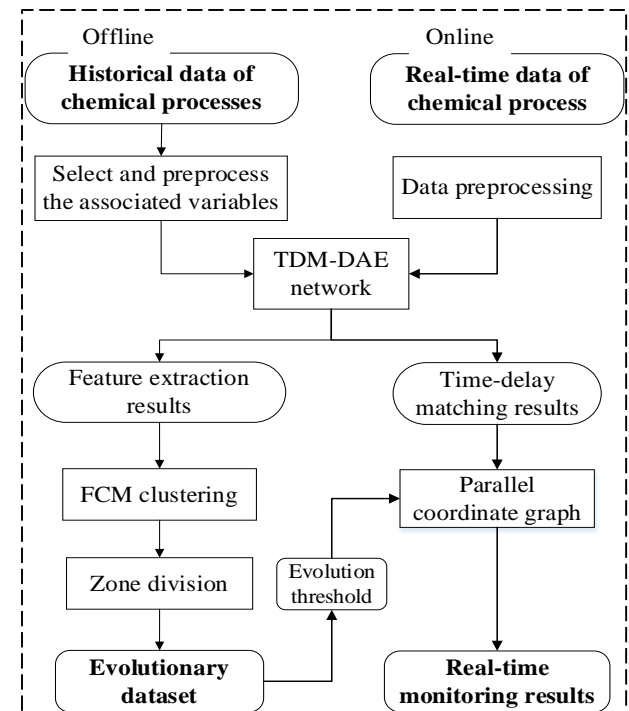 Offline
Historical data of
chemical processes
Online
Real-time data of
chemical process
Select and preprocess
the associated variables
Data preprocessing
TDM-DAE
network
Feature extraction
results
Time-delay
matching results
FCM clustering
Parallel
coordinate graph
Zone division
Evolution
threshold
Evolutionary
dataset
Real-time
monitoring results